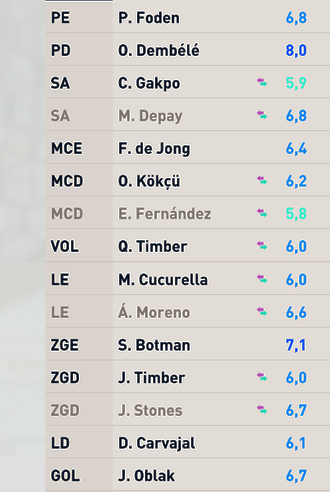 PE P. Foden 6,8
PD O. Dembélé 8,0
SA C. Gakpo 5,9
SA M. Depay 6,8
MCE F. de Jong 6,4
MCD O. Kökçü 6,2
MCD E. Fernández 5,8
VOL Q. Timber 6,0
LE M. Cucurella 6,0
LE Á. Moreno 6,6
ZGE S. Botman 7,1
ZGD J. Timber 6,0
ZGD J. Stones 6,7
LD D. Carvajal 6,1
GOL J. Oblak 6,7